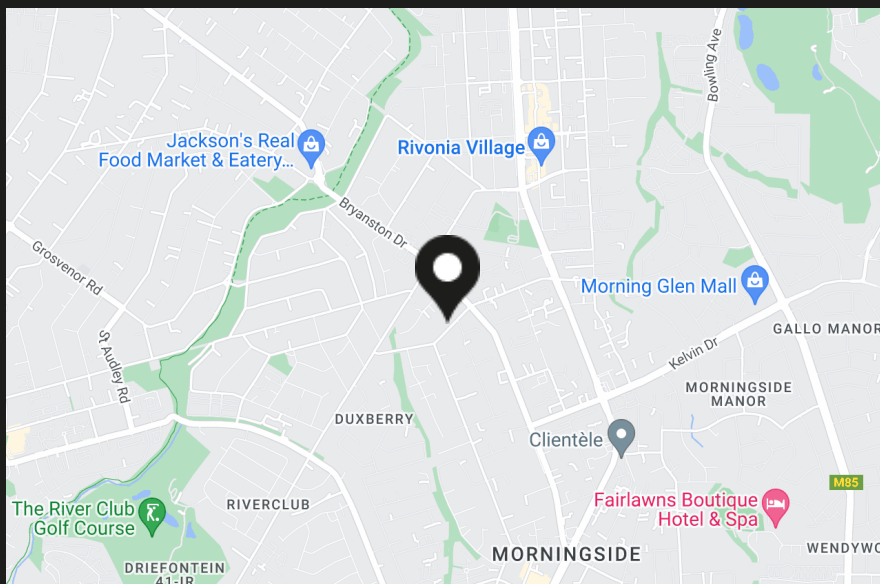 Bowling Ave
Jackson's Real
Food Market & Eatery...
Rivonia Village
Bryanston Dr
Grosvenor Rd
Morning Glen Mall
GALLO MANOR
St Audley Rd
Kelvin Dr
MORNINGSIDE
MANOR
DUXBERRY
Clientèle
M85
Fairlawns Boutique
Hotel & Spa
The River Club
Golf Course
RIVERCLUB
MORNINGSIDE
WENDYWO
DRIEFONTEIN
41-IR